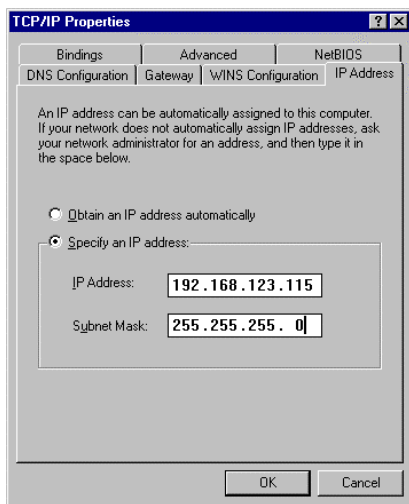 TCP/IP Properties
? X
Bindings Advanced NetBIOS
DNS Configuration Gateway WINS Configuration IP Address
An IP address can be automatically assigned to this computer.
If your network does not automatically assign IP addresses, ask
your network administrator for an address, and then type it in
the space below.
Obtain an IP address automatically
Specify an IP address:
IP Address: 192.168.123.115
Subnet Mask: 255.255.255. 0
OK Cancel